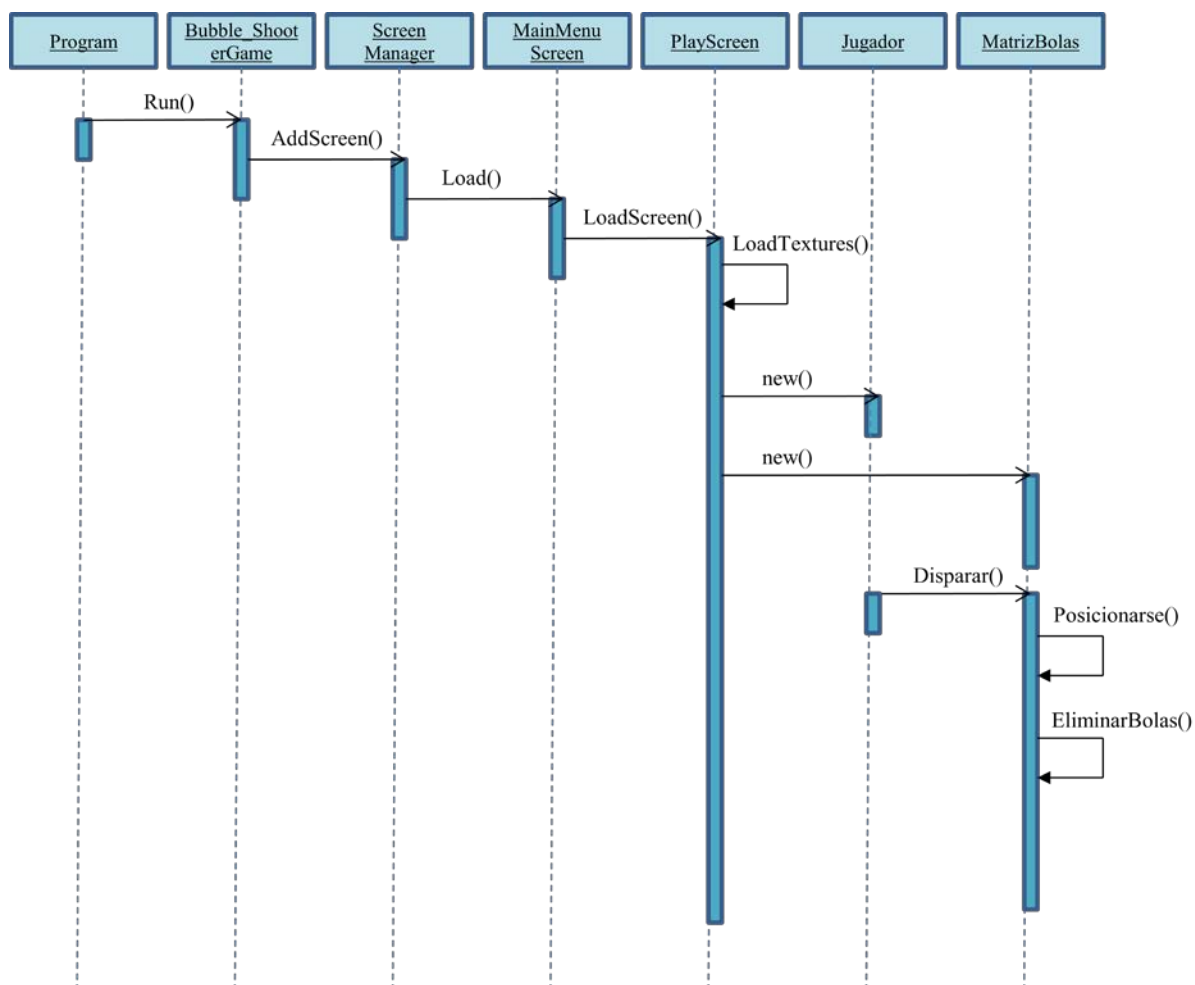 Program
Bubble_Shoot
erGame
Screen
Manager
MainMenu
Screen
PlayScreen
Jugador
MatrizBolas
Run()
AddScreen()
Load()
LoadScreen()
LoadTextures()
new()
new()
Disparar()
Posicionarse()
EliminarBolas()